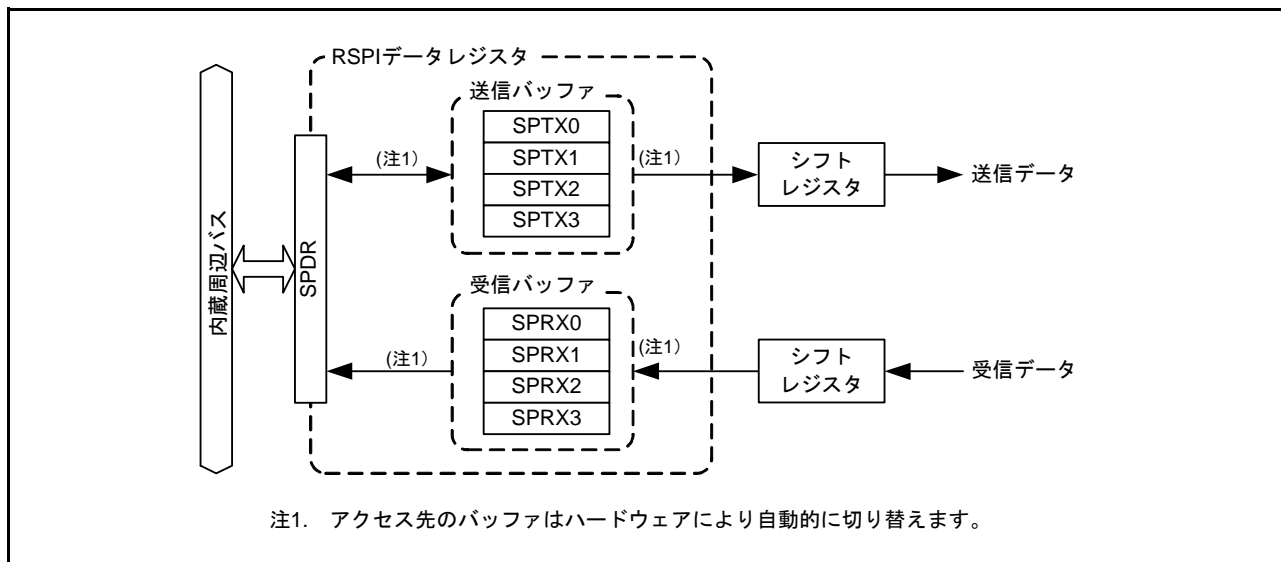 RSPIデータレジスタ
送信バッファ
SPTX0
SPTX1
SPTX2
SPTX3
(注1)
(注1)
シフト
レジスタ
送信データ
内蔵周辺バス
SPDR
受信バッファ
SPRX0
SPRX1
SPRX2
SPRX3
(注1)
(注1)
シフト
レジスタ
受信データ
注1. アクセス先のバッファはハードウェアにより自動的に切り替えます。